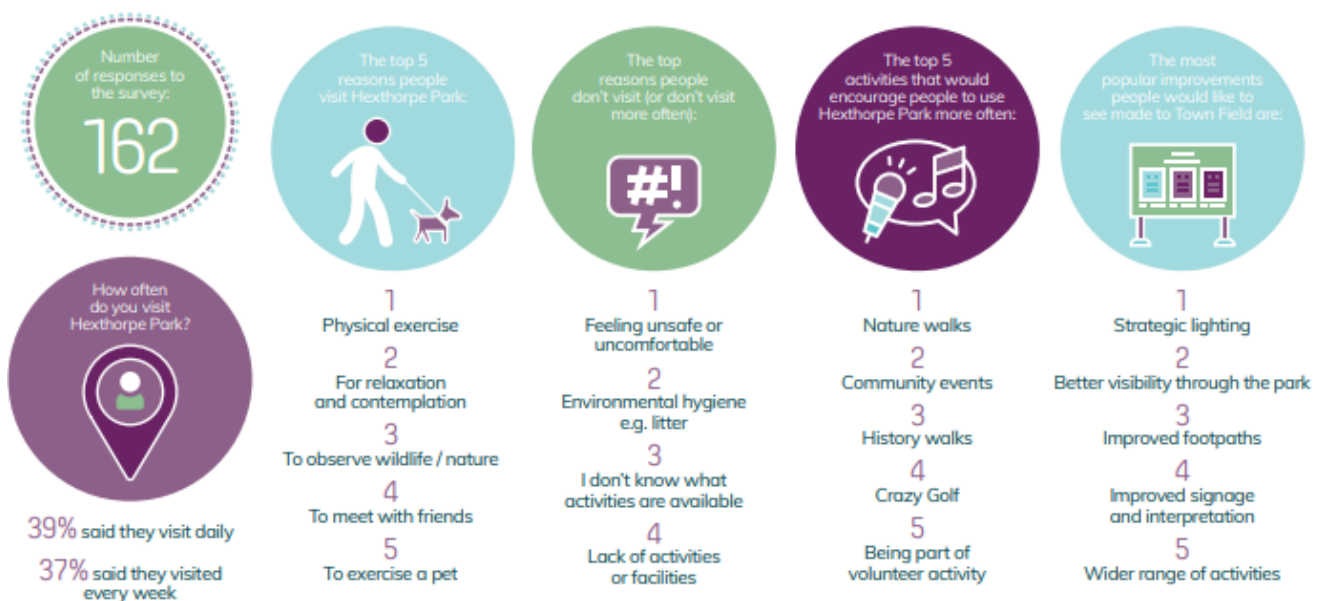 Number
of responses to
the survey:
162
How often
do you visit
Hexthorpe Park?
39% said they visit daily
37% said they visited
every week
The top 5
reasons people
visit Hexthorpe Park:
1
Physical exercise
2
For relaxation
and contemplation
3
To observe wildlife / nature
4
To meet with friends
5
To exercise a pet
The top
reasons people
don't visit (or don't visit
more often):
#!
1
Feeling unsafe or
uncomfortable
2
Environmental hygiene
e.g. litter
3
I don't know what
activities are available
4
Lack of activities
or facilities
The top 5
activities that would
encourage people to use
Hexthorpe Park more often:
1
Nature walks
2
Community events
3
History walks
4
Crazy Golf
5
Being part of
volunteer activity
The most
popular improvements
people would like to
see made to Town Field are:
1
Strategic lighting
2
Better visibility through the park
3
Improved footpaths
4
Improved signage
and interpretation
5
Wider range of activities